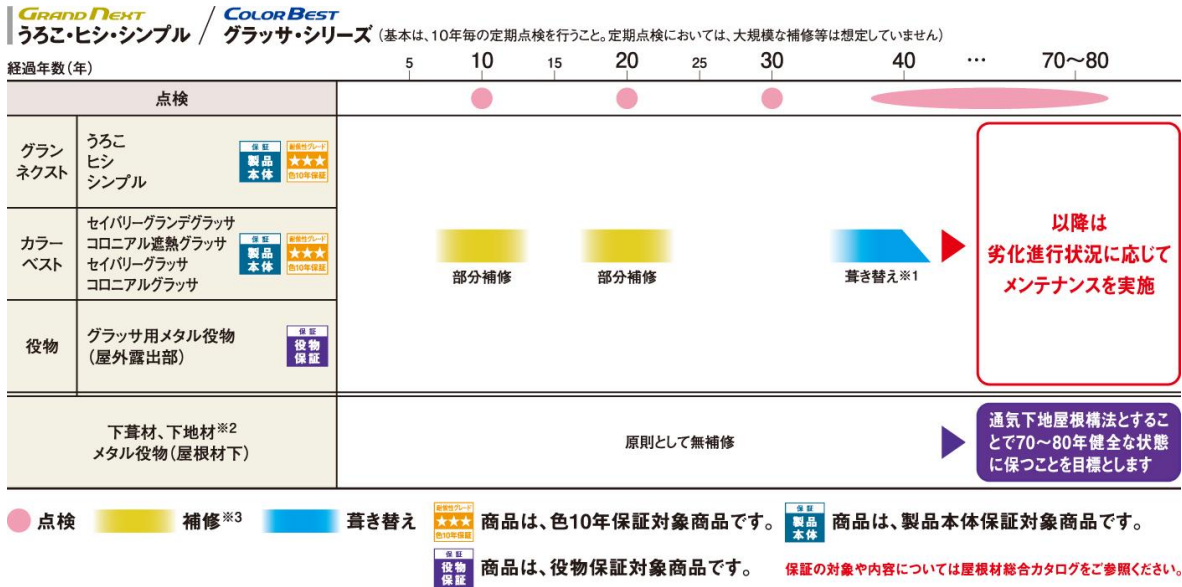 GRAND NEXT
うろこ・ヒシ・シンプル / COLOR BEST
グラッサ・シリーズ (基本は、10年毎の定期点検を行うこと。定期点検においては、大規模な補修等は想定していません)
経過年数(年) 5 10 15 20 25 30 40 … 70〜80
点検
グラン
ネクスト
うろこ
ヒシ
シンプル
保証
製品
本体
耐候性グレード
★★★
色10年保証
カラー
ベスト
セイバリーグランデグラッサ
コロニアル遮熱グラッサ
セイバリーグラッサ
コロニアルグラッサ
保証
製品
本体
耐候性グレード
★★★
色10年保証
役物
グラッサ用メタル役物
(屋外露出部)
保証
役物
保証
部分補修
部分補修
葺き替え※1
以降は
劣化進行状況に応じて
メンテナンスを実施
下葺材、下地材※2
メタル役物(屋根材下)
原則として無補修
通気下地屋根構法とするこ
とで70〜80年健全な状態
に保つことを目標とします
点検 補修※3 葺き替え
耐候性グレード
★★★
色10年保証
商品は、色10年保証対象商品です。
保証
製品
本体
商品は、製品本体保証対象商品です。
保証
役物
保証
商品は、役物保証対象商品です。
保証の対象や内容については屋根材総合カタログをご参照ください。